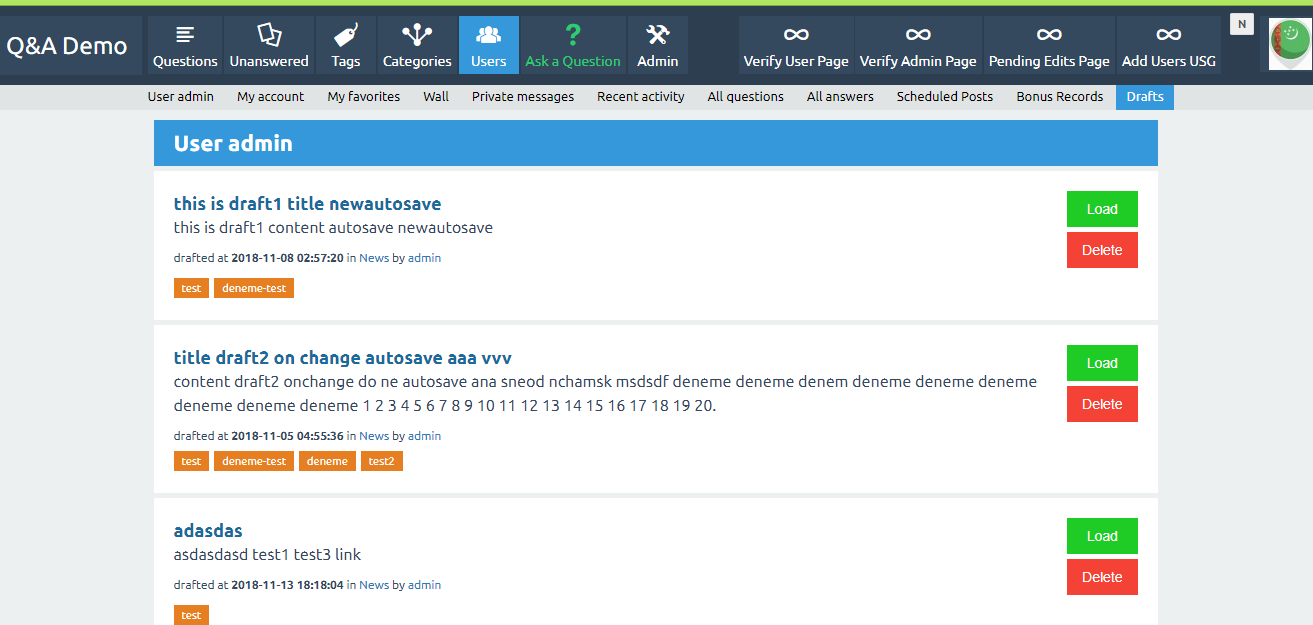 Q&A Demo
Questions
Unanswered
Tags
Categories
Users
?
Ask a Question
Admin
Verify User Page
Verify Admin Page
Pending Edits Page
Add Users USG
N
User admin
My account
My favorites
Wall
Private messages
Recent activity
All questions
All answers
Scheduled Posts
Bonus Records
Drafts
User admin
this is draft1 title newautosave
this is draft1 content autosave newautosave
drafted at 2018-11-08 02:57:20 in News by admin
test deneme-test
Load
Delete
title draft2 on change autosave aaa vvv
content draft2 onchange do ne autosave ana sneod nchamsk msdsdf deneme deneme denem deneme deneme deneme
deneme deneme deneme 1 2 3 4 5 6 7 8 9 10 11 12 13 14 15 16 17 18 19 20.
drafted at 2018-11-05 04:55:36 in News by admin
test deneme-test deneme test2
Load
Delete
adasdas
asdasdasd test1 test3 link
drafted at 2018-11-13 18:18:04 in News by admin
test
Load
Delete